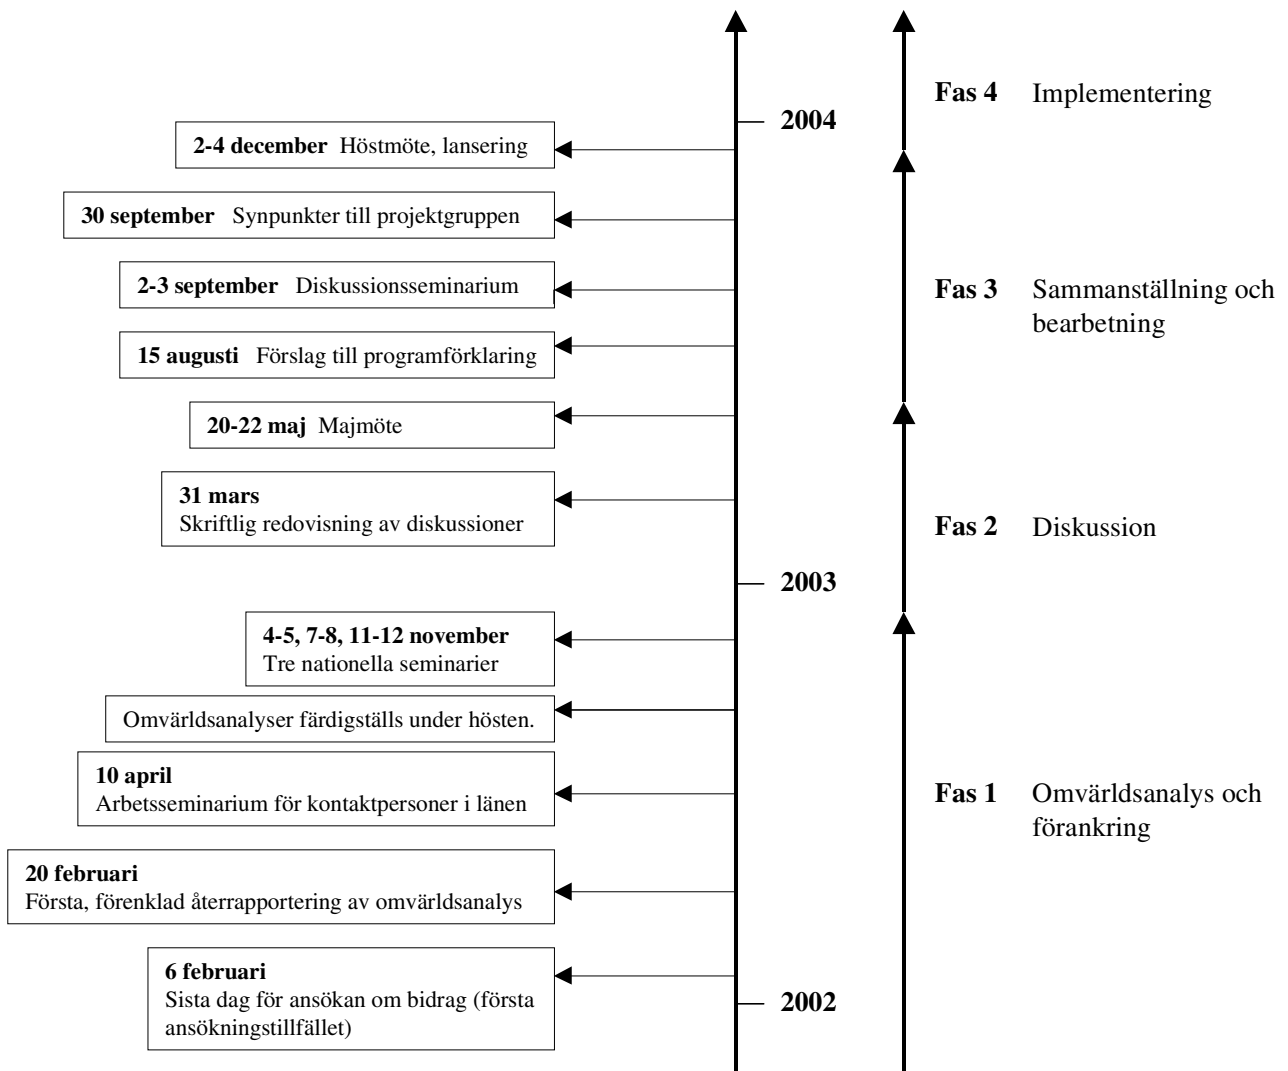 Fas 4 Implementering
2004
2-4 december Höstmöte, lansering
30 september Synpunkter till projektgruppen
2-3 september Diskussionsseminarium
Fas 3 Sammanställning och
bearbetning
15 augusti Förslag till programförklaring
20-22 maj Majmöte
31 mars
Skriftlig redovisning av diskussioner
Fas 2 Diskussion
2003
4-5, 7-8, 11-12 november
Tre nationella seminarier
Omvärldsanalyser färdigställs under hösten.
10 april
Arbetsseminarium för kontaktpersoner i länen
Fas 1 Omvärldsanalys och
förankring
20 februari
Första, förenklad återrapportering av omvärldsanalys
6 februari
Sista dag för ansökan om bidrag (första
ansökningstillfället)
2002